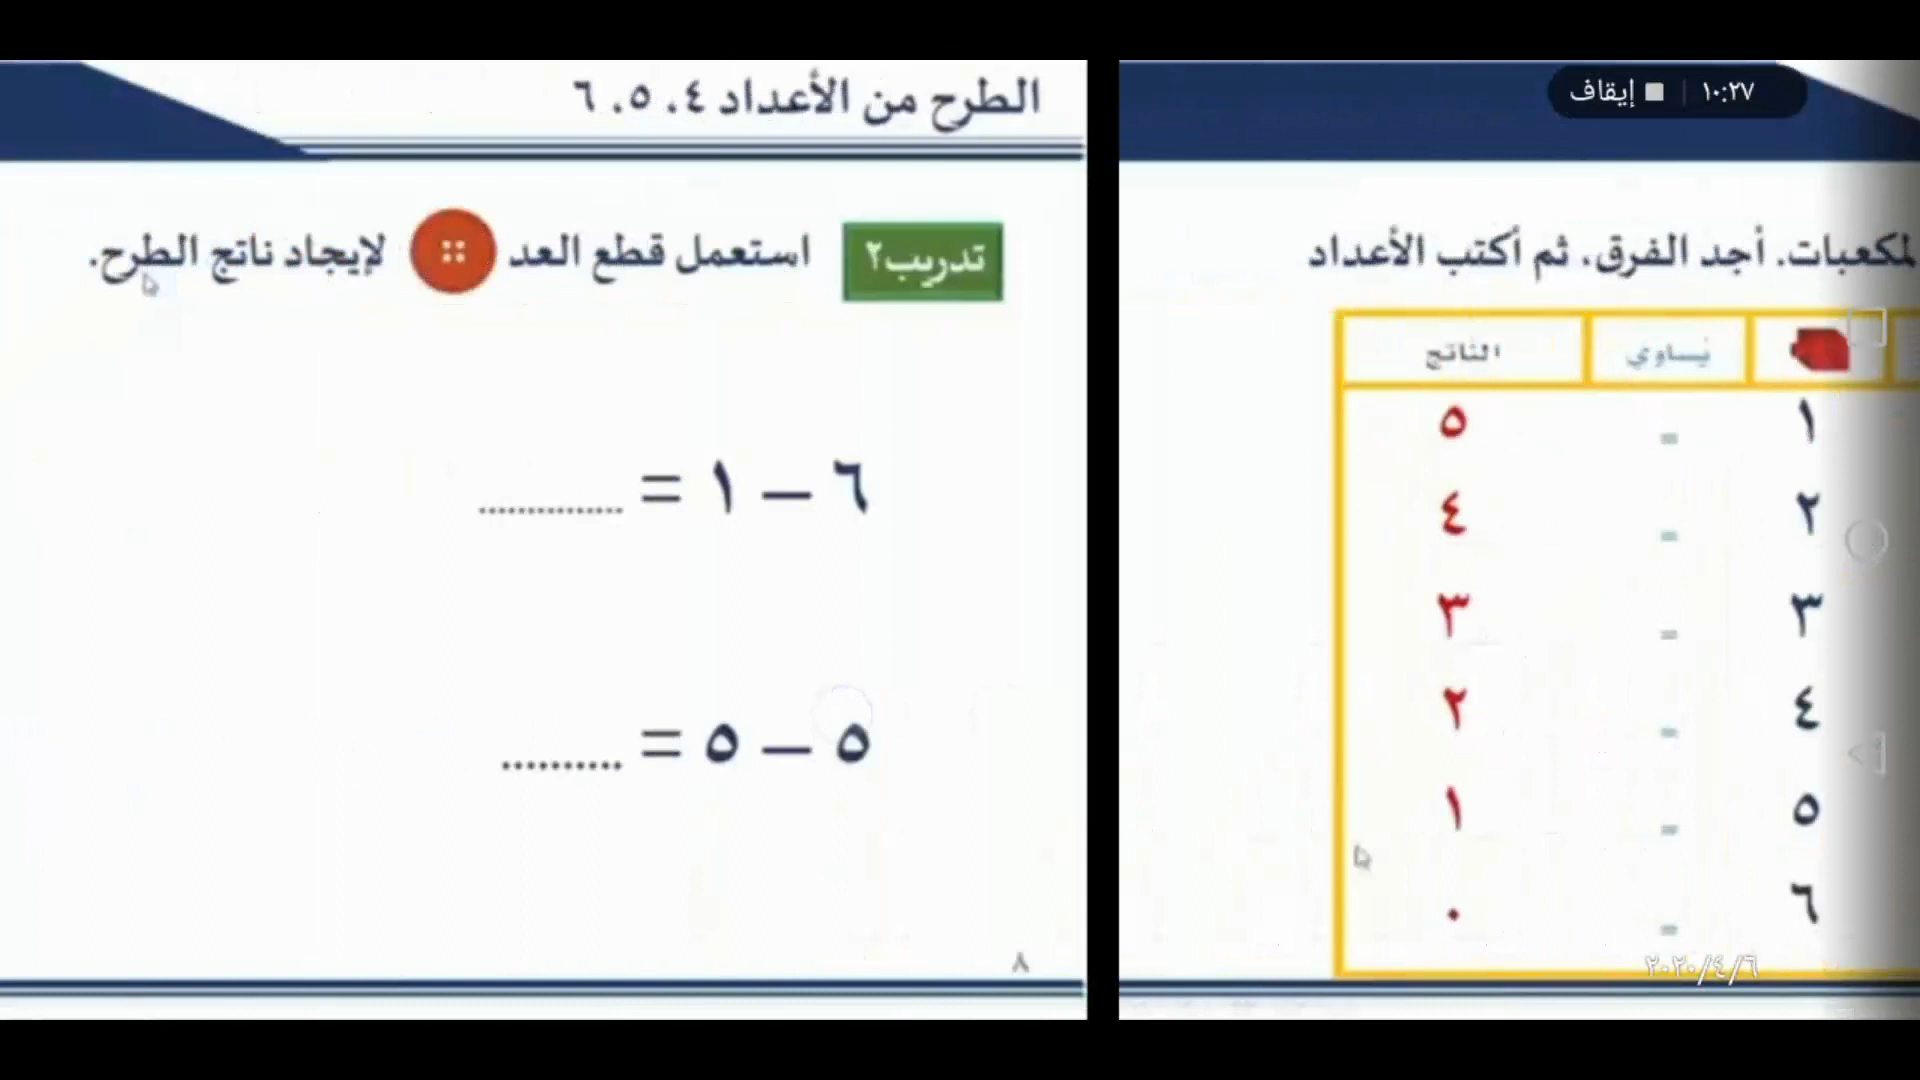 ١٠:٢٧ إيقاف
لمكعبات. أجد الفرق، ثم أكتب الأعداد
يساوي الناتج
١ = ٥
٢ = ٤
٣ = ٣
٤ = ٢
٥ = ١
٦ = ٠
٢٠٢٠/٤/٦
الطرح من الأعداد ٤، ٥، ٦
تدريب٢ استعمل قطع العد لإيجاد ناتج الطرح.
٦ – ١ = ..............
٥ – ٥ = ..........
٨